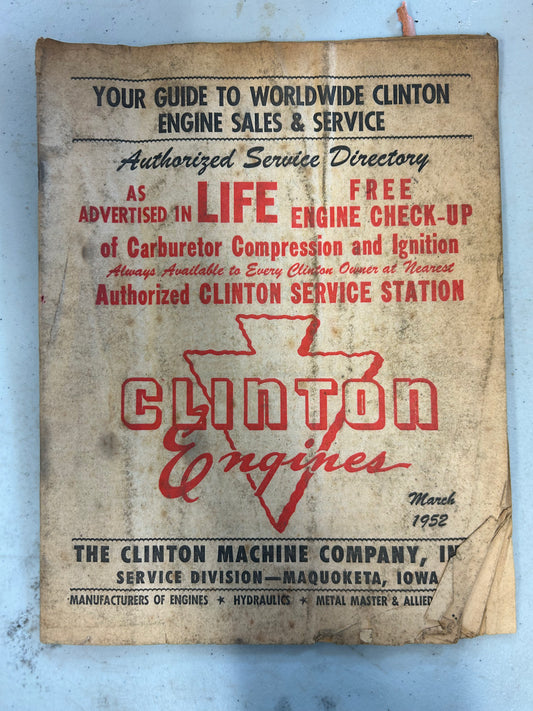 YOUR GUIDE TO WORLDWIDE CLINTON
ENGINE SALES & SERVICE
Authorized Service Directory
AS ADVERTISED IN LIFE FREE ENGINE CHECK-UP
of Carburetor Compression and Ignition
Always Available to Every Clinton Owner at Nearest
Authorized CLINTON SERVICE STATION
CLINTON
Engines
March
1952
THE CLINTON MACHINE COMPANY,
SERVICE DIVISION—MAQUOKETA, IOWA
MANUFACTURERS OF ENGINES ★ HYDRAULICS ★ METAL MASTER & ALLIED